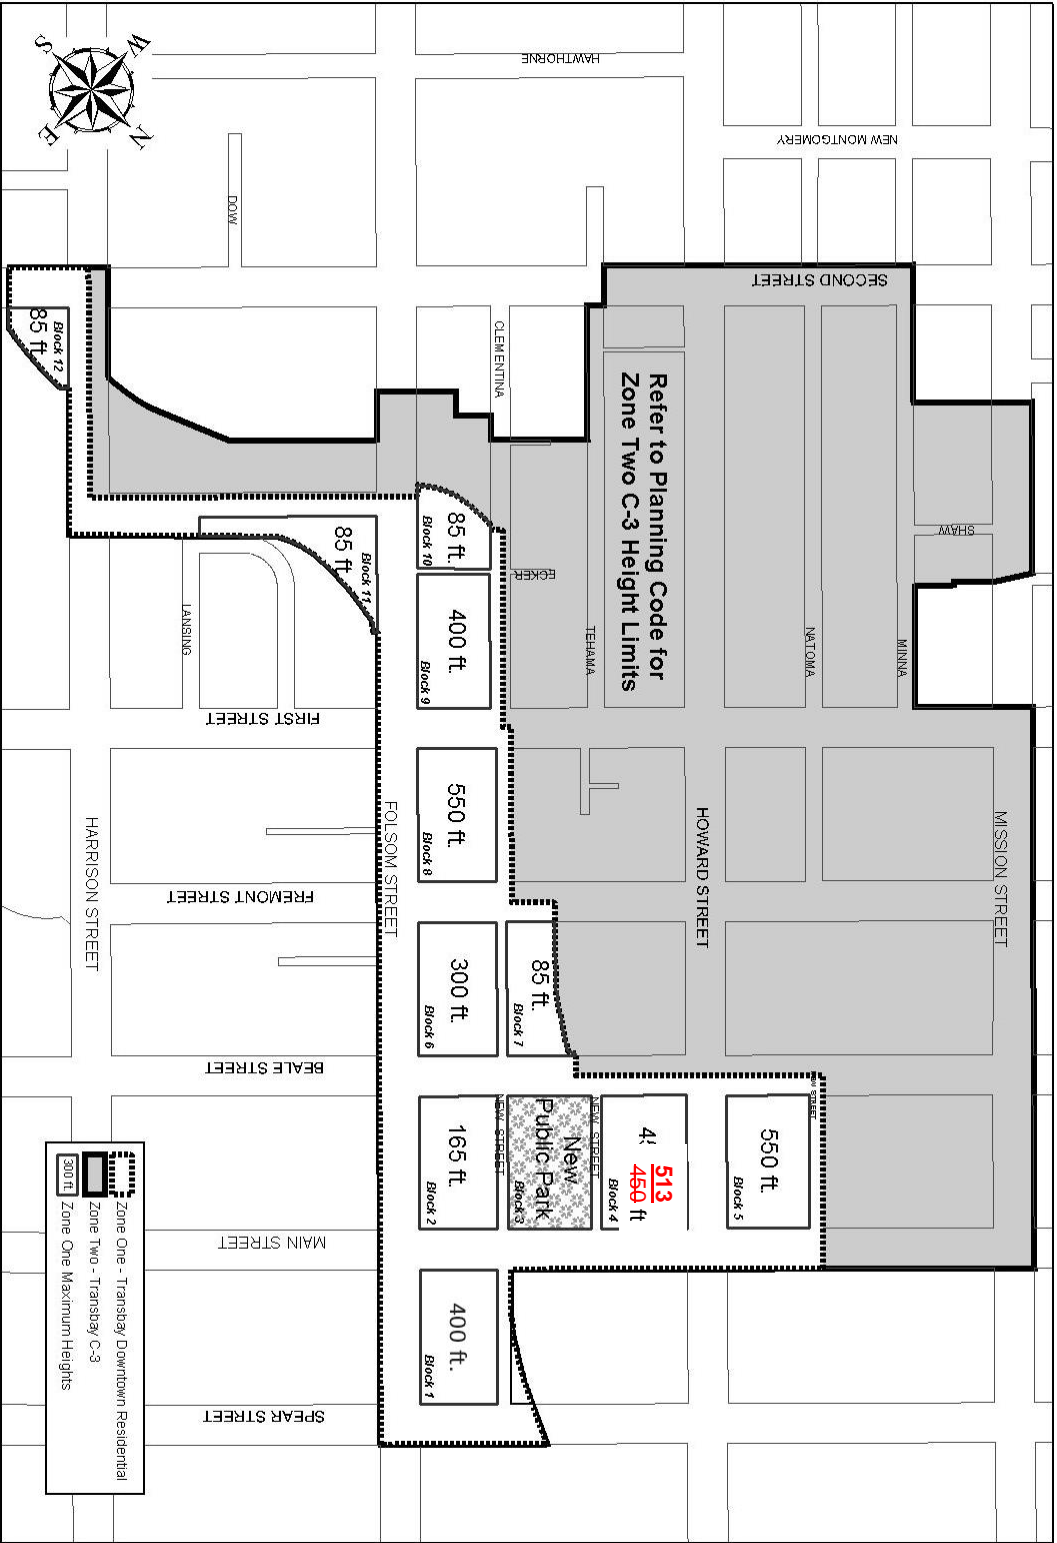 S
W
E
N
HAWTHORNE
NEW MONTGOMERY
DOW
SECOND STREET
CLEMENTINA
Block 12
85 ft.
Refer to Planning Code for
Zone Two C-3 Height Limits
SHAW
ECKER
85 ft.
Block 10
Block 11
85 ft.
400 ft.
Block 9
LANSING
TEHAMA
NATOMA
MINNA
FIRST STREET
550 ft.
Block 8
HARRISON STREET
FOLSOM STREET
HOWARD STREET
MISSION STREET
FREMONT STREET
300 ft.
Block 6
85 ft.
Block 7
BEALE STREET
165 ft.
Block 2
NEW STREET
New
Public Park
Block 3
NEW STREET
513
450 ft
Block 4
550 ft.
Block 5
MAIN STREET
400 ft.
Block 1
SPEAR STREET
Zone One - Transbay Downtown Residential
Zone Two - Transbay C-3
300 ft.
Zone One Maximum Heights